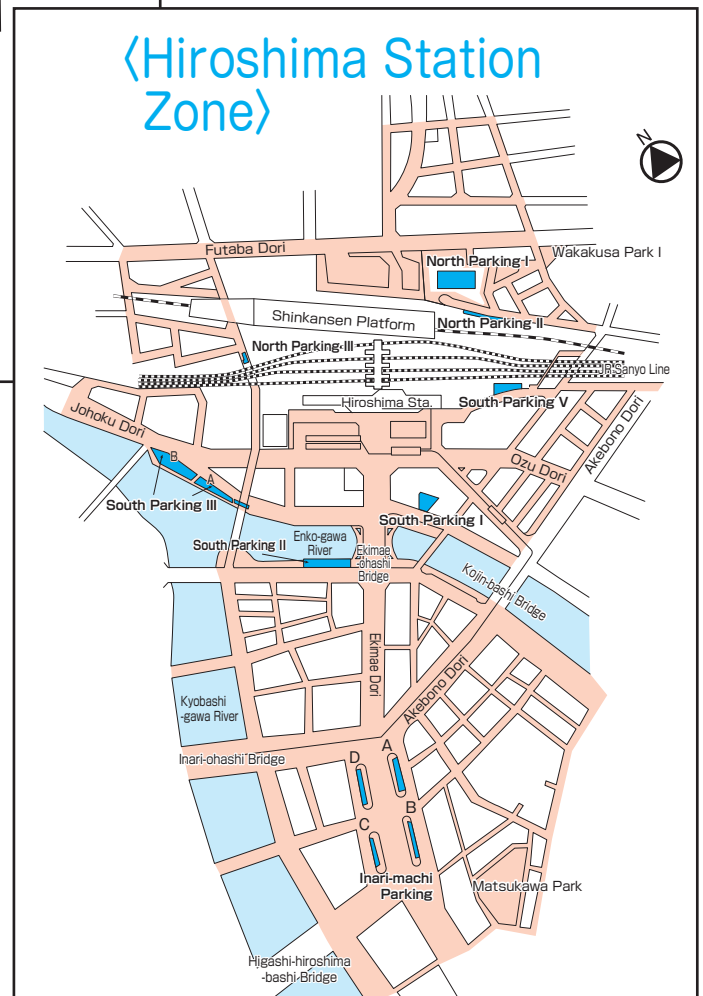 〈Hiroshima Station
Zone〉
N
Futaba Dori
North Parking I
Wakakusa Park I
Shinkansen Platform
North Parking II
North Parking III
JR Sanyo Line
Hiroshima Sta.
South Parking V
Johoku Dori
Akebono Dori
B
A
Ozu Dori
South Parking III
South Parking I
Enko-gawa
River
South Parking II
Ekimae
-ohashi
Bridge
Kojin-bashi Bridge
Ekimae Dori
Akebono Dori
Kyobashi
-gawa River
Inari-ohashi Bridge
D
A
C
B
Inari-machi
Parking
Matsukawa Park
Higashi-hiroshima
-bashi Bridge